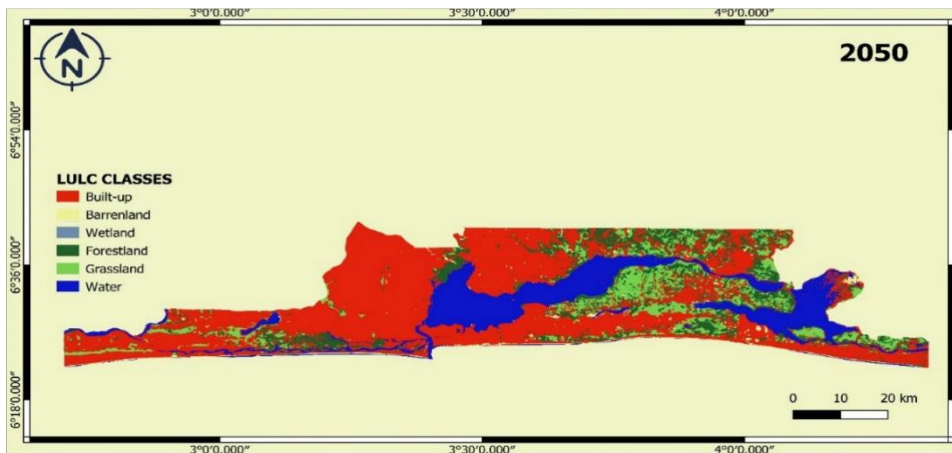 3°0'0.000" 3°30'0.000" 4°0'0.000"
N
2050
6°54'0.000"
LULC CLASSES
Built-up
Barrenland
Wetland
Forestland
Grassland
Water
6°36'0.000"
6°18'0.000"
0 10 20 km
3°0'0.000" 3°30'0.000" 4°0'0.000"